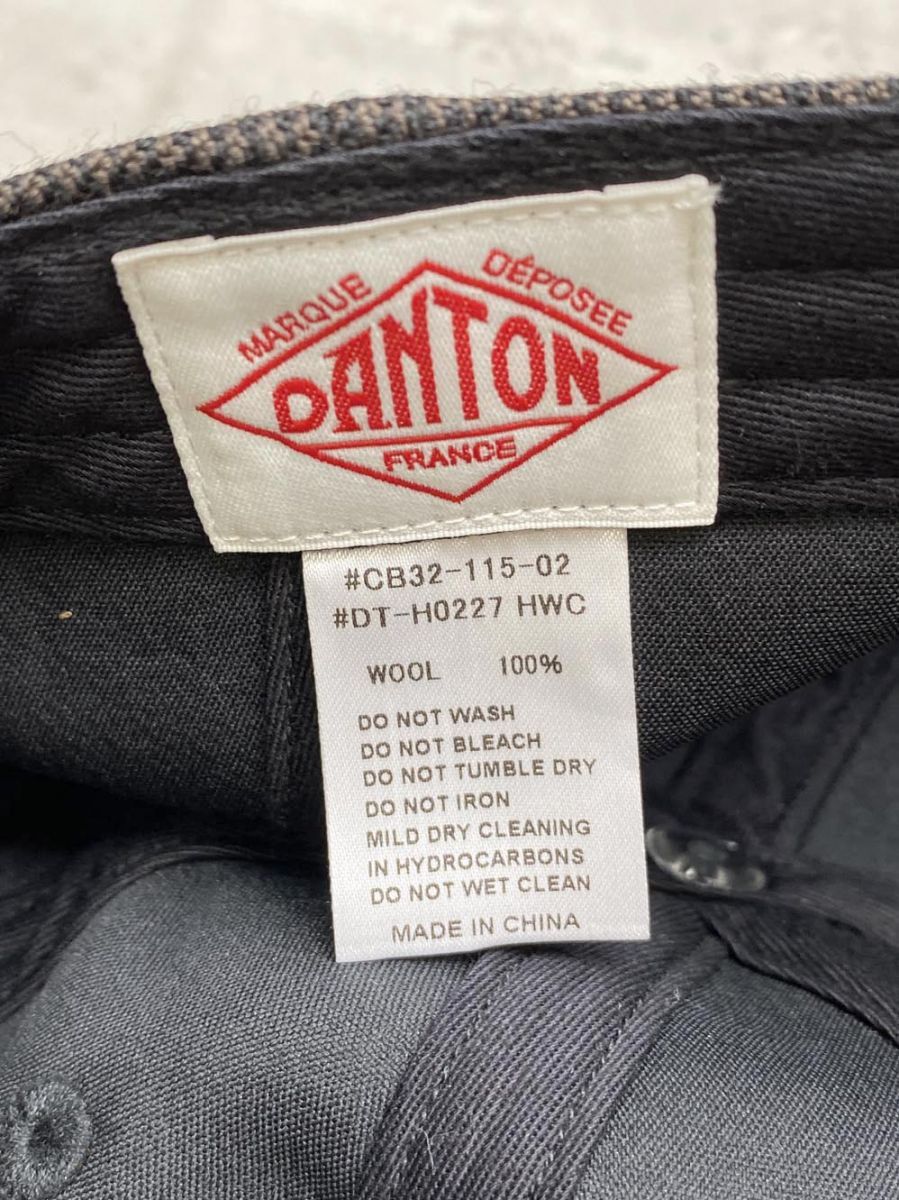 MARQUE DÉPOSEE
DANTON
FRANCE
#CB32-115-02
#DT-H0227 HWC
WOOL 100%
DO NOT WASH
DO NOT BLEACH
DO NOT TUMBLE DRY
DO NOT IRON
MILD DRY CLEANING
IN HYDROCARBONS
DO NOT WET CLEAN
MADE IN CHINA